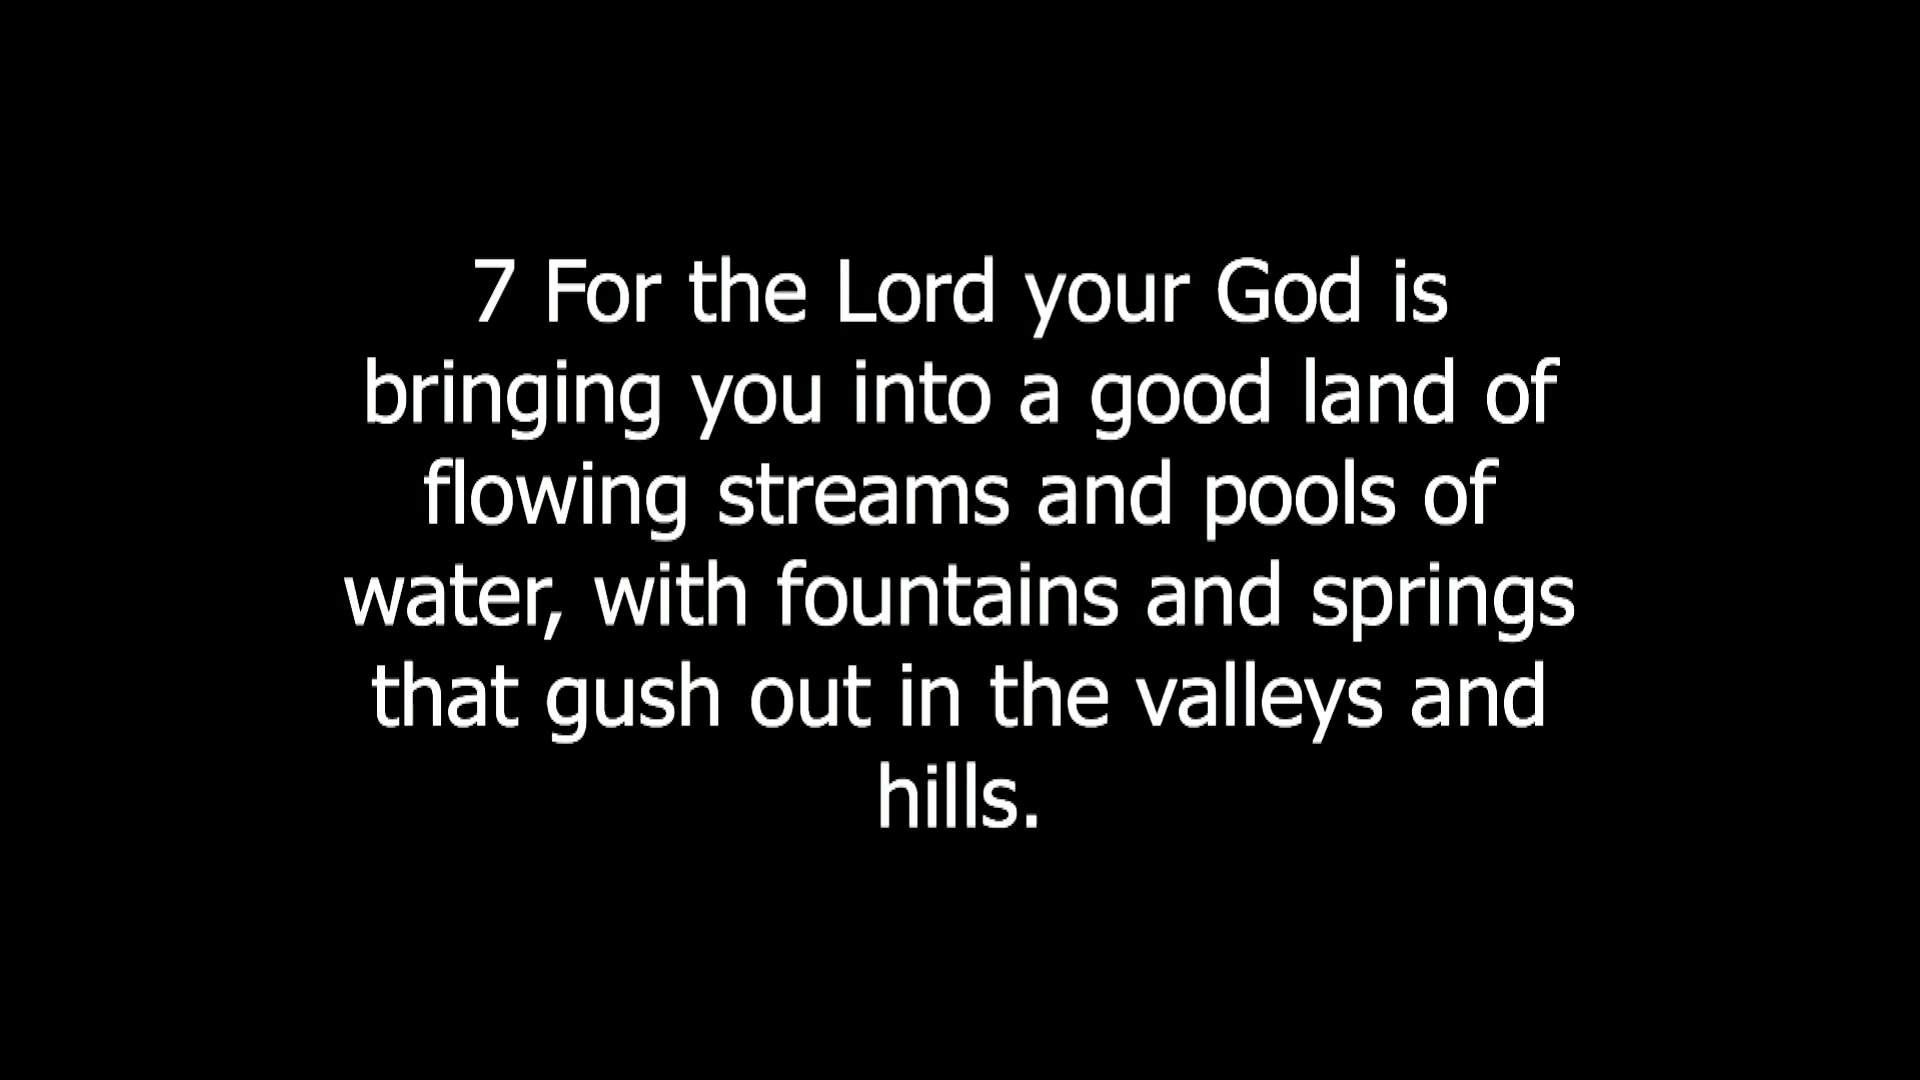 7 For the Lord your God is
bringing you into a good land of
flowing streams and pools of
water, with fountains and springs
that gush out in the valleys and
hills.